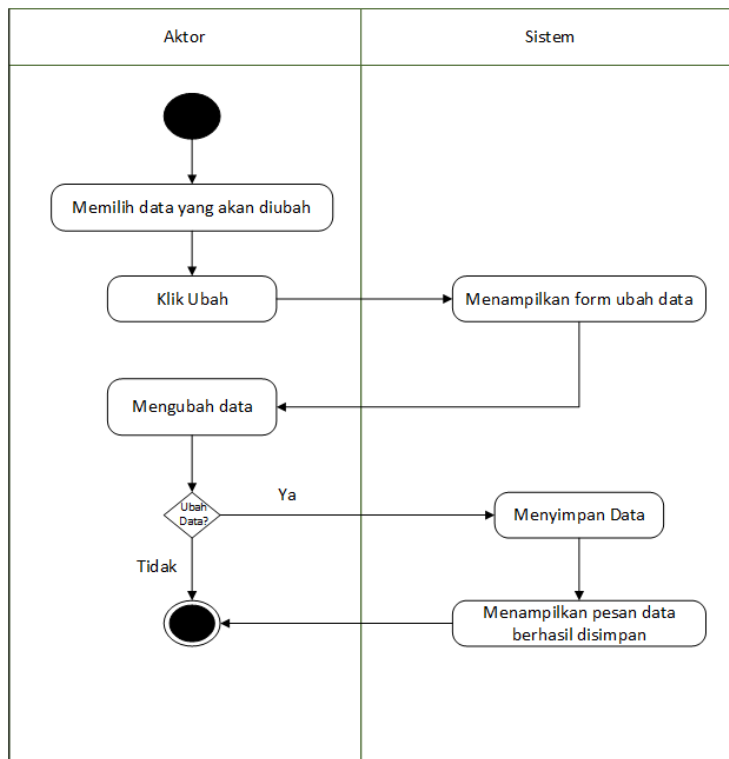 Aktor
Sistem
Memilih data yang akan diubah
Klik Ubah
Menampilkan form ubah data
Mengubah data
Ubah
Data?
Ya
Menyimpan Data
Tidak
Menampilkan pesan data
berhasil disimpan